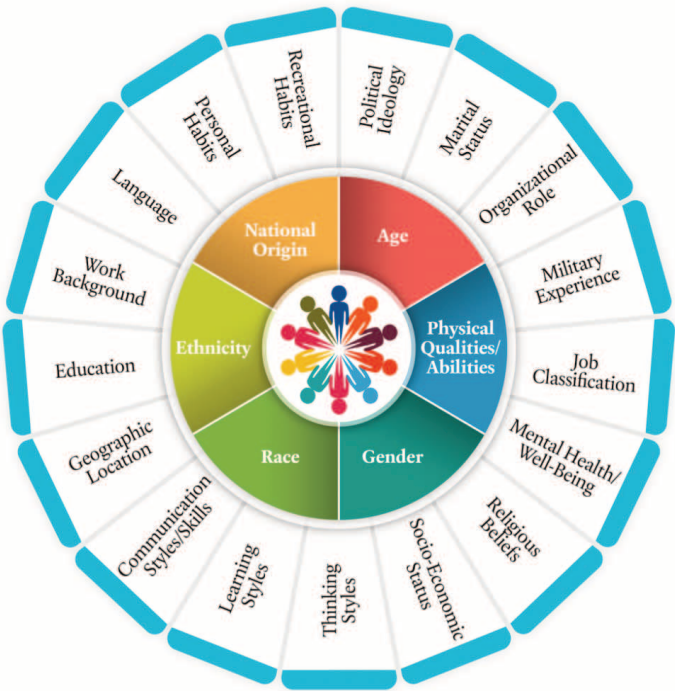 Political
Ideology
Marital
Status
Organizational
Role
Military
Experience
Job
Classification
Mental Health/
Well-Being
Religious
Beliefs
Socio-Economic
Status
Thinking
Styles
Learning
Styles
Communication
Styles/Skills
Geographic
Location
Education
Work
Background
Language
Personal
Habits
Recreational
Habits
Age
Physical
Qualities/
Abilities
Gender
Race
Ethnicity
National
Origin